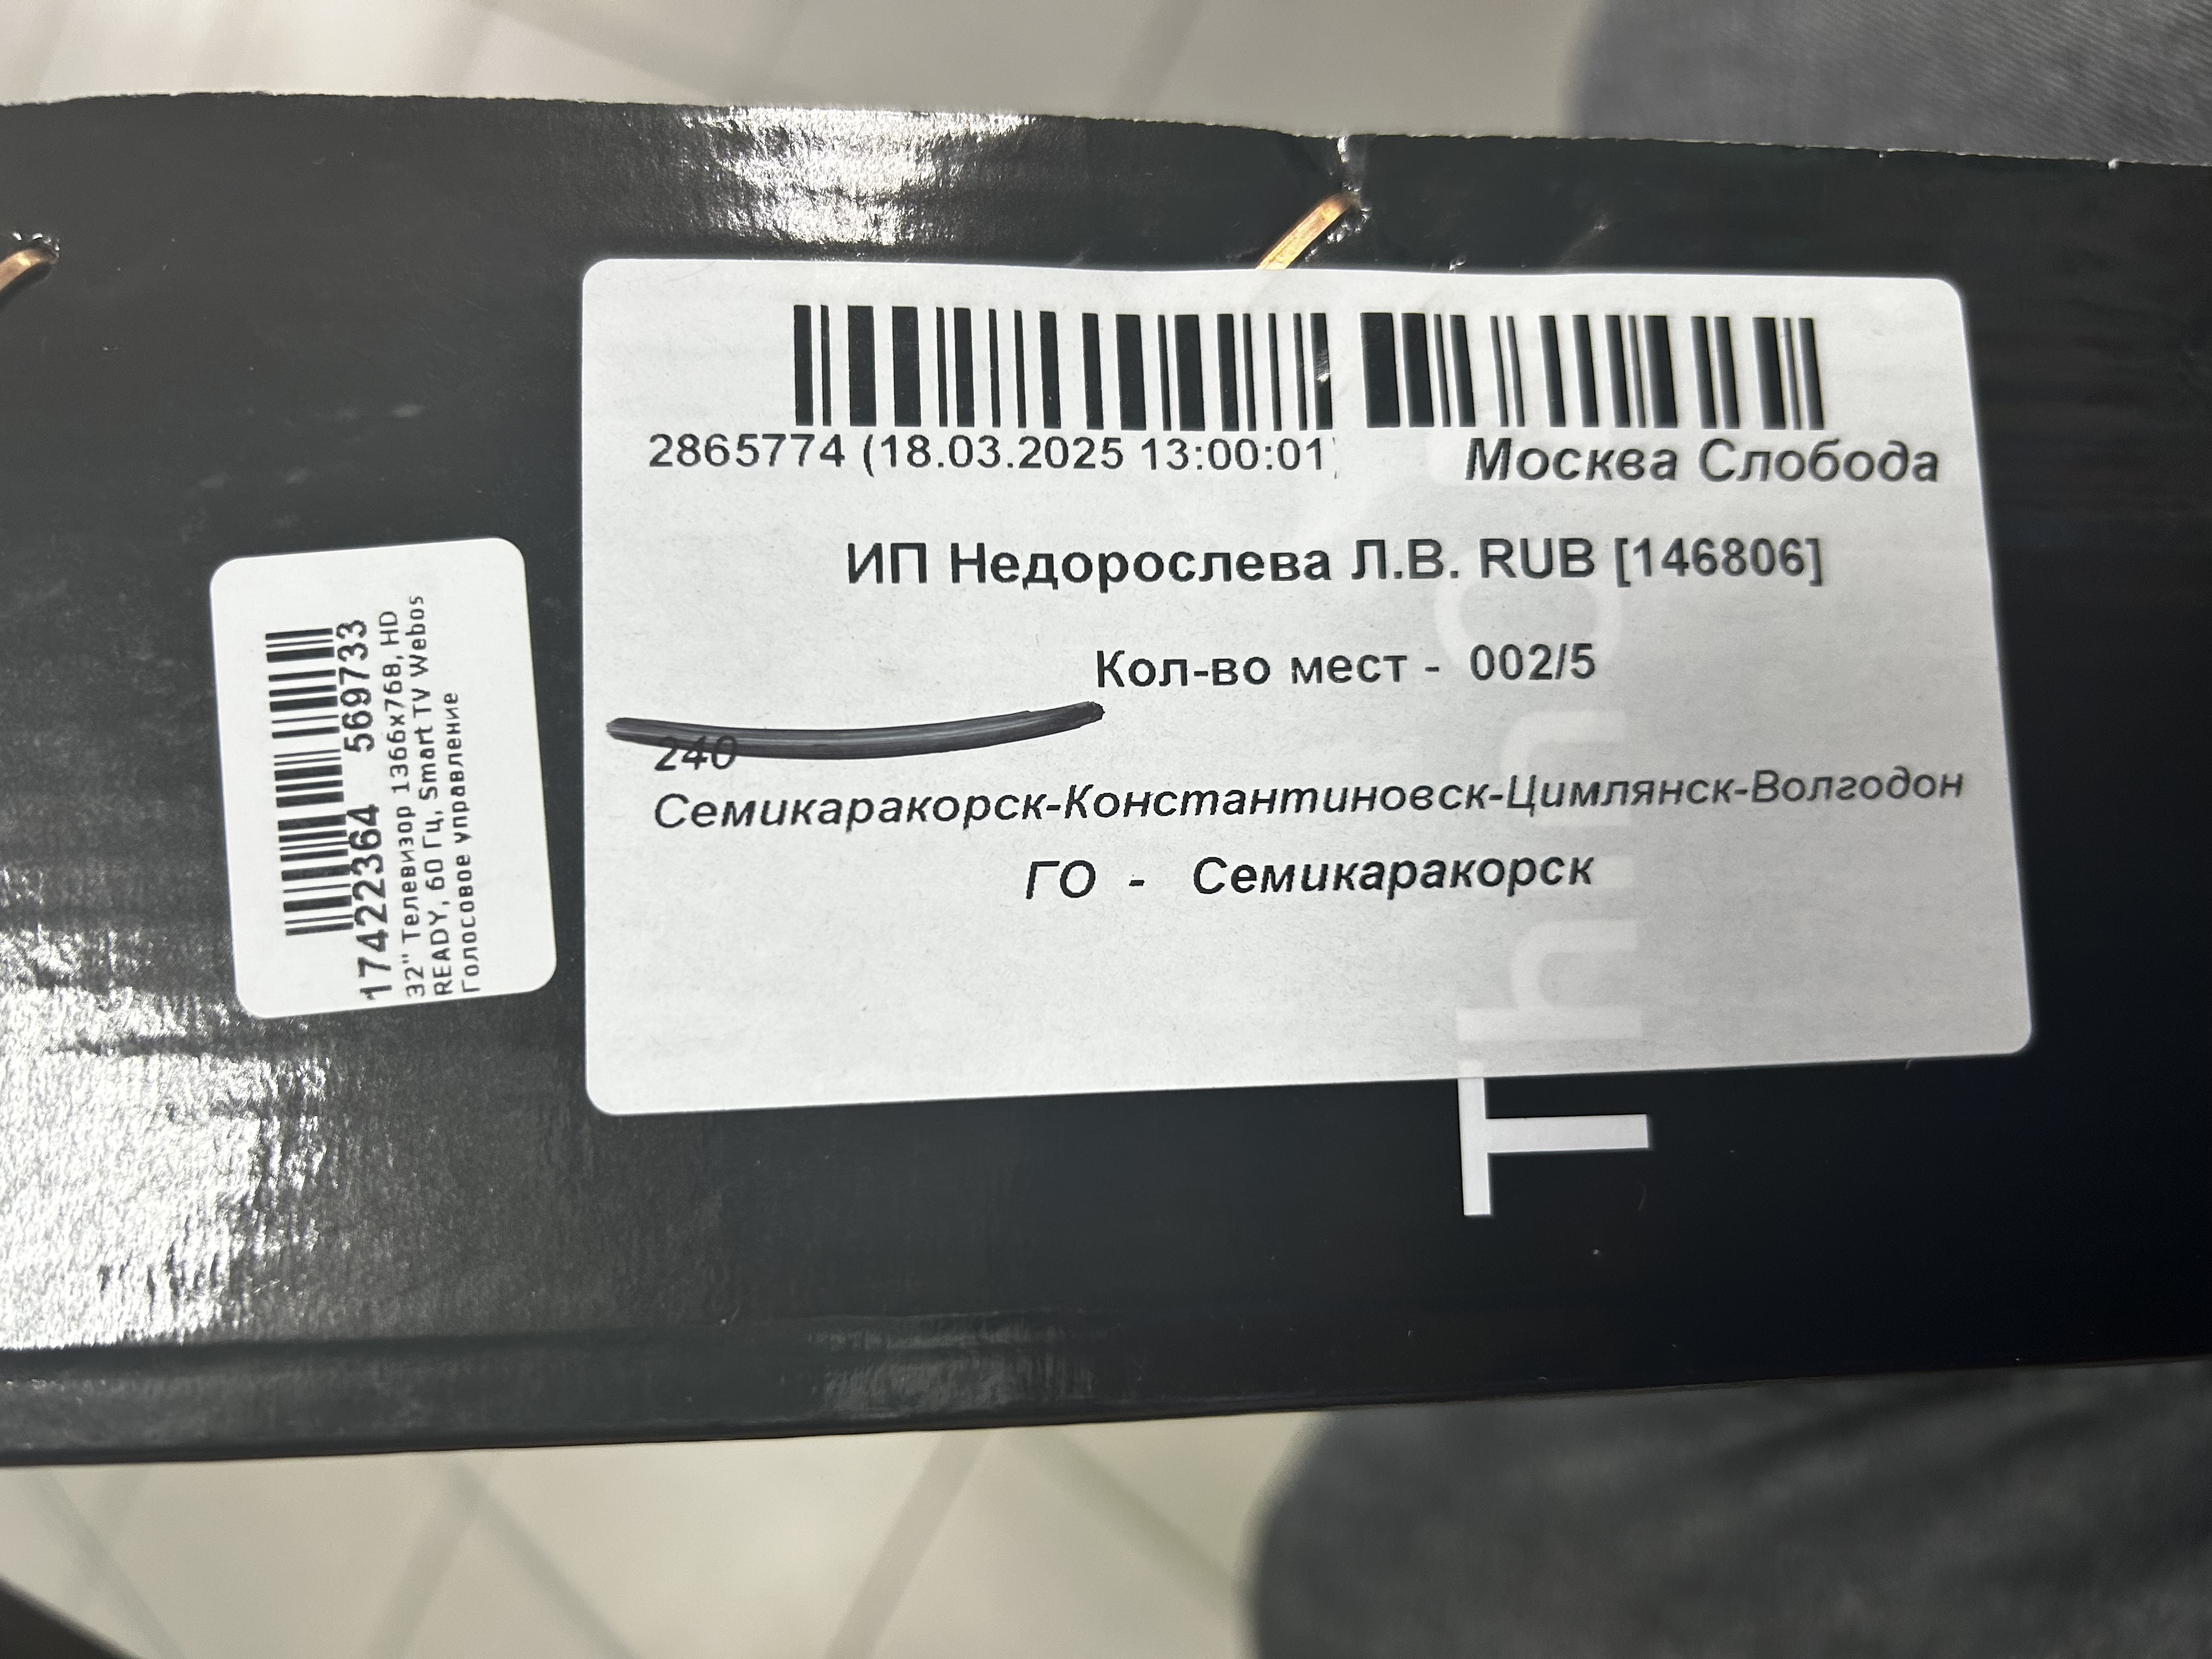 2865774 (18.03.2025 13:00:01)
Москва Слобода
ИП Недорослева Л.В. RUB [146806]
Кол-во мест - 002/5
240
Семикаракорск-Константиновск-Цимлянск-Волгодон
ГО - Семикаракорск
17422364 569733
32" Телевизор 1366x768, HD
READY, 60 Гц, Smart TV Webos
Голосовое управление